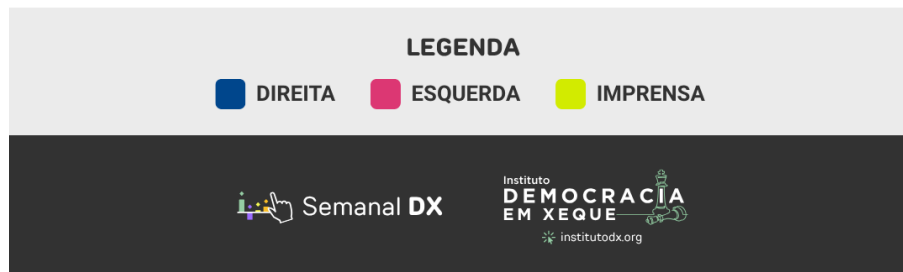 LEGENDA
DIREITA ESQUERDA IMPRENSA
Semanal DX
Instituto
DEMOCRACIA
EM XEQUE
institutodx.org